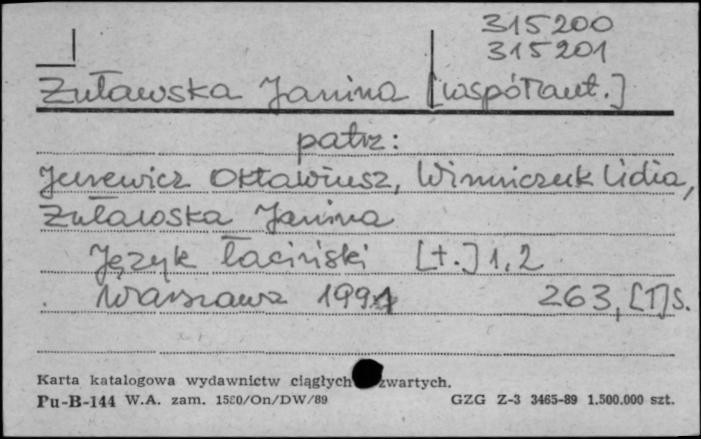 315200
315201
Żuławska Janina [współaut.]
patrz:
Jurewicz Oktawiusz, Winniczuk Lidia,
Żuławska Janina
Język łaciński [t.] 1, 2
Warszawa 1991 263, [1] s.
Karta katalogowa wydawnictw ciągłych zwartych.
Pu-B-144 W.A. zam. 1580/On/DW/89 GZG Z-3 3465-89 1.500.000 szt.